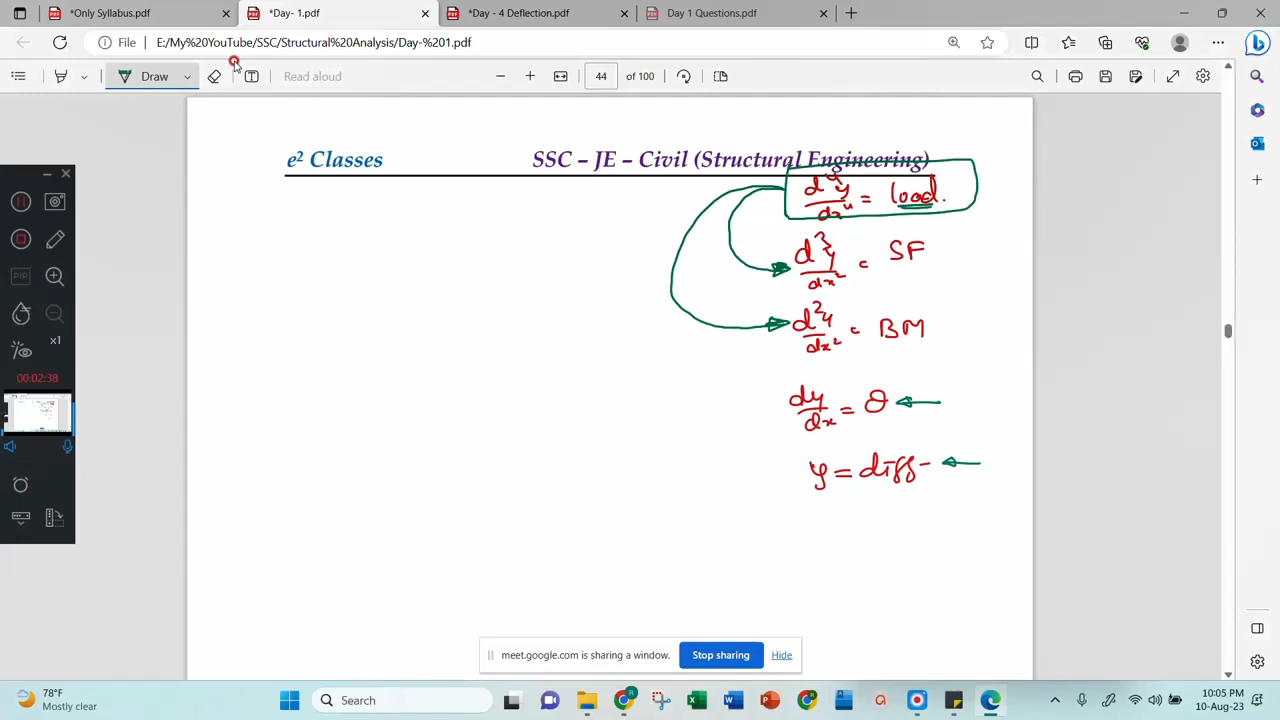 *Only Syllabus.pdf
*Day- 1.pdf
*Day - 4 Deflection.pdf
Day 1 Questions.pdf
File E:/My%20YouTube/SSC/Structural%20Analysis/Day-%201.pdf
Draw Read aloud 44 of 100
e² Classes SSC – JE – Civil (Structural Engineering)
d⁴y/dx⁴ = load.
d³y/dx² = SF
d²y/dx² = BM
dy/dx = θ
y = diff-
PIP
x1
00:02:38
meet.google.com is sharing a window. Stop sharing Hide
78°F
Mostly clear
Search
10:05 PM
10-Aug-23